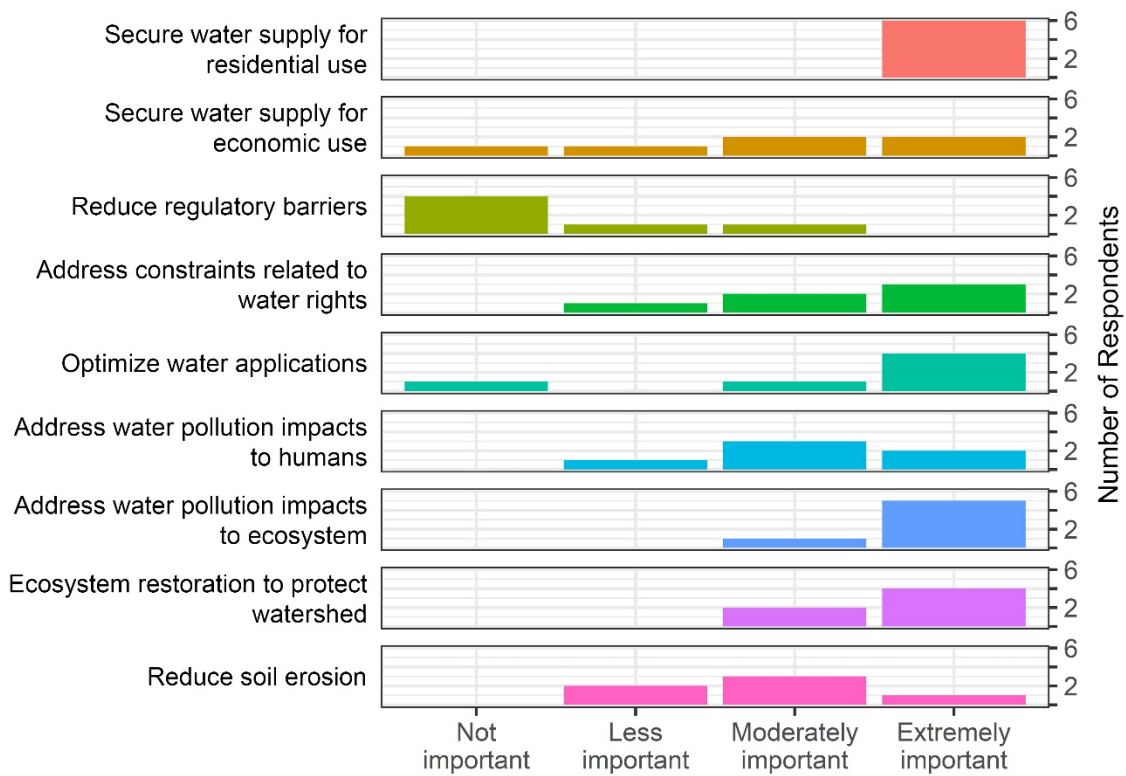 Secure water supply for
residential use
6
2
Secure water supply for
economic use
6
2
Reduce regulatory barriers
6
2
Address constraints related to
water rights
6
2
Optimize water applications
6
2
Address water pollution impacts
to humans
6
2
Address water pollution impacts
to ecosystem
6
2
Ecosystem restoration to protect
watershed
6
2
Reduce soil erosion
6
2
Number of Respondents
Not
important
Less
important
Moderately
important
Extremely
important